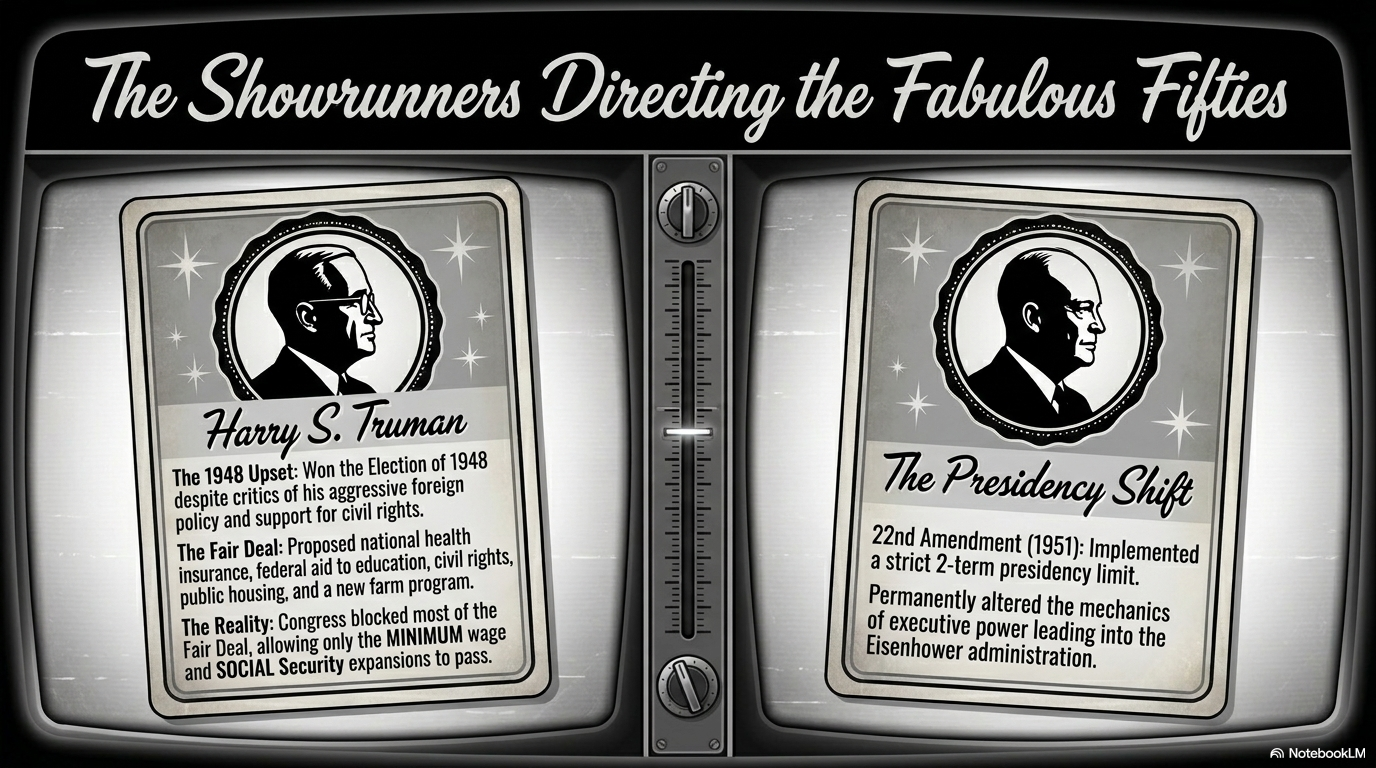 The Showrunners Directing the Fabulous Fifties
Harry S. Truman
The 1948 Upset: Won the Election of 1948
despite critics of his aggressive foreign
policy and support for civil rights.
The Fair Deal: Proposed national health
insurance, federal aid to education, civil rights,
public housing, and a new farm program.
The Reality: Congress blocked most of the
Fair Deal, allowing only the MINIMUM wage
and SOCIAL Security expansions to pass.
The Presidency Shift
22nd Amendment (1951): Implemented
a strict 2-term presidency limit.
Permanently altered the mechanics
of executive power leading into the
Eisenhower administration.
NotebookLM